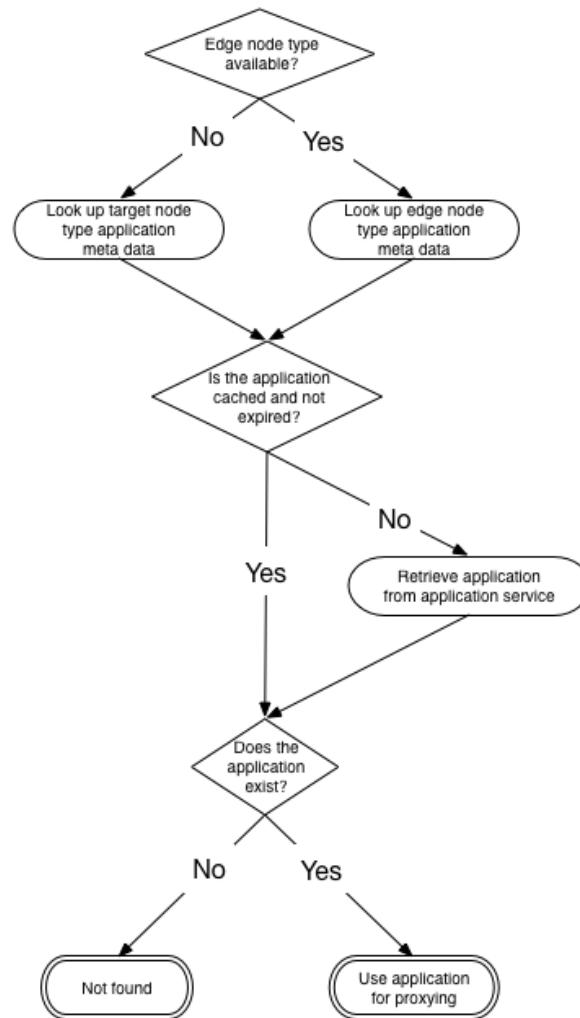 Edge node type
available?
No
Yes
Look up target node
type application
meta data
Look up edge node
type application
meta data
Is the application
cached and not
expired?
No
Yes
Retrieve application
from application service
Does the
application
exist?
No
Yes
Not found
Use application
for proxying